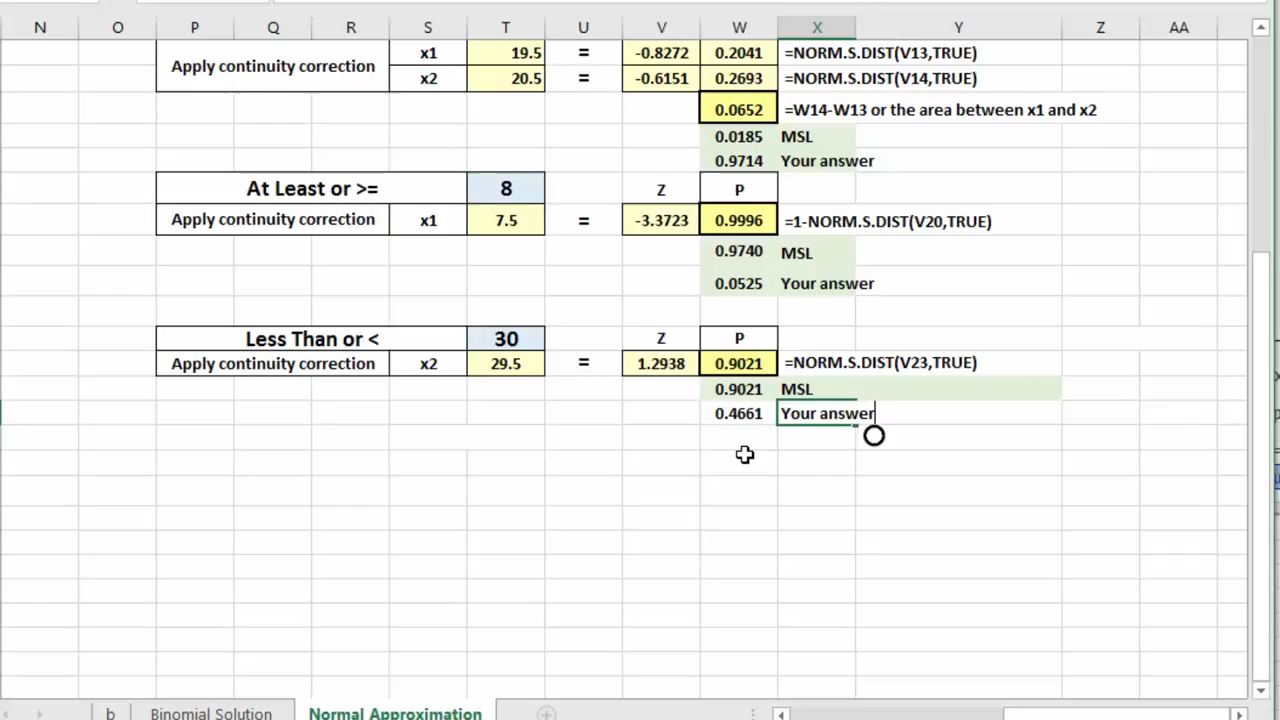 N O P Q R S T U V W X Y Z AA
x1 19.5 = -0.8272 0.2041 =NORM.S.DIST(V13,TRUE)
Apply continuity correction
x2 20.5 = -0.6151 0.2693 =NORM.S.DIST(V14,TRUE)
0.0652 =W14-W13 or the area between x1 and x2
0.0185 MSL
0.9714 Your answer
At Least or >= 8 Z P
Apply continuity correction x1 7.5 = -3.3723 0.9996 =1-NORM.S.DIST(V20,TRUE)
0.9740 MSL
0.0525 Your answer
Less Than or < 30 Z P
Apply continuity correction x2 29.5 = 1.2938 0.9021 =NORM.S.DIST(V23,TRUE)
0.9021 MSL
0.4661 Your answer
b Binomial Solution Normal Approximation